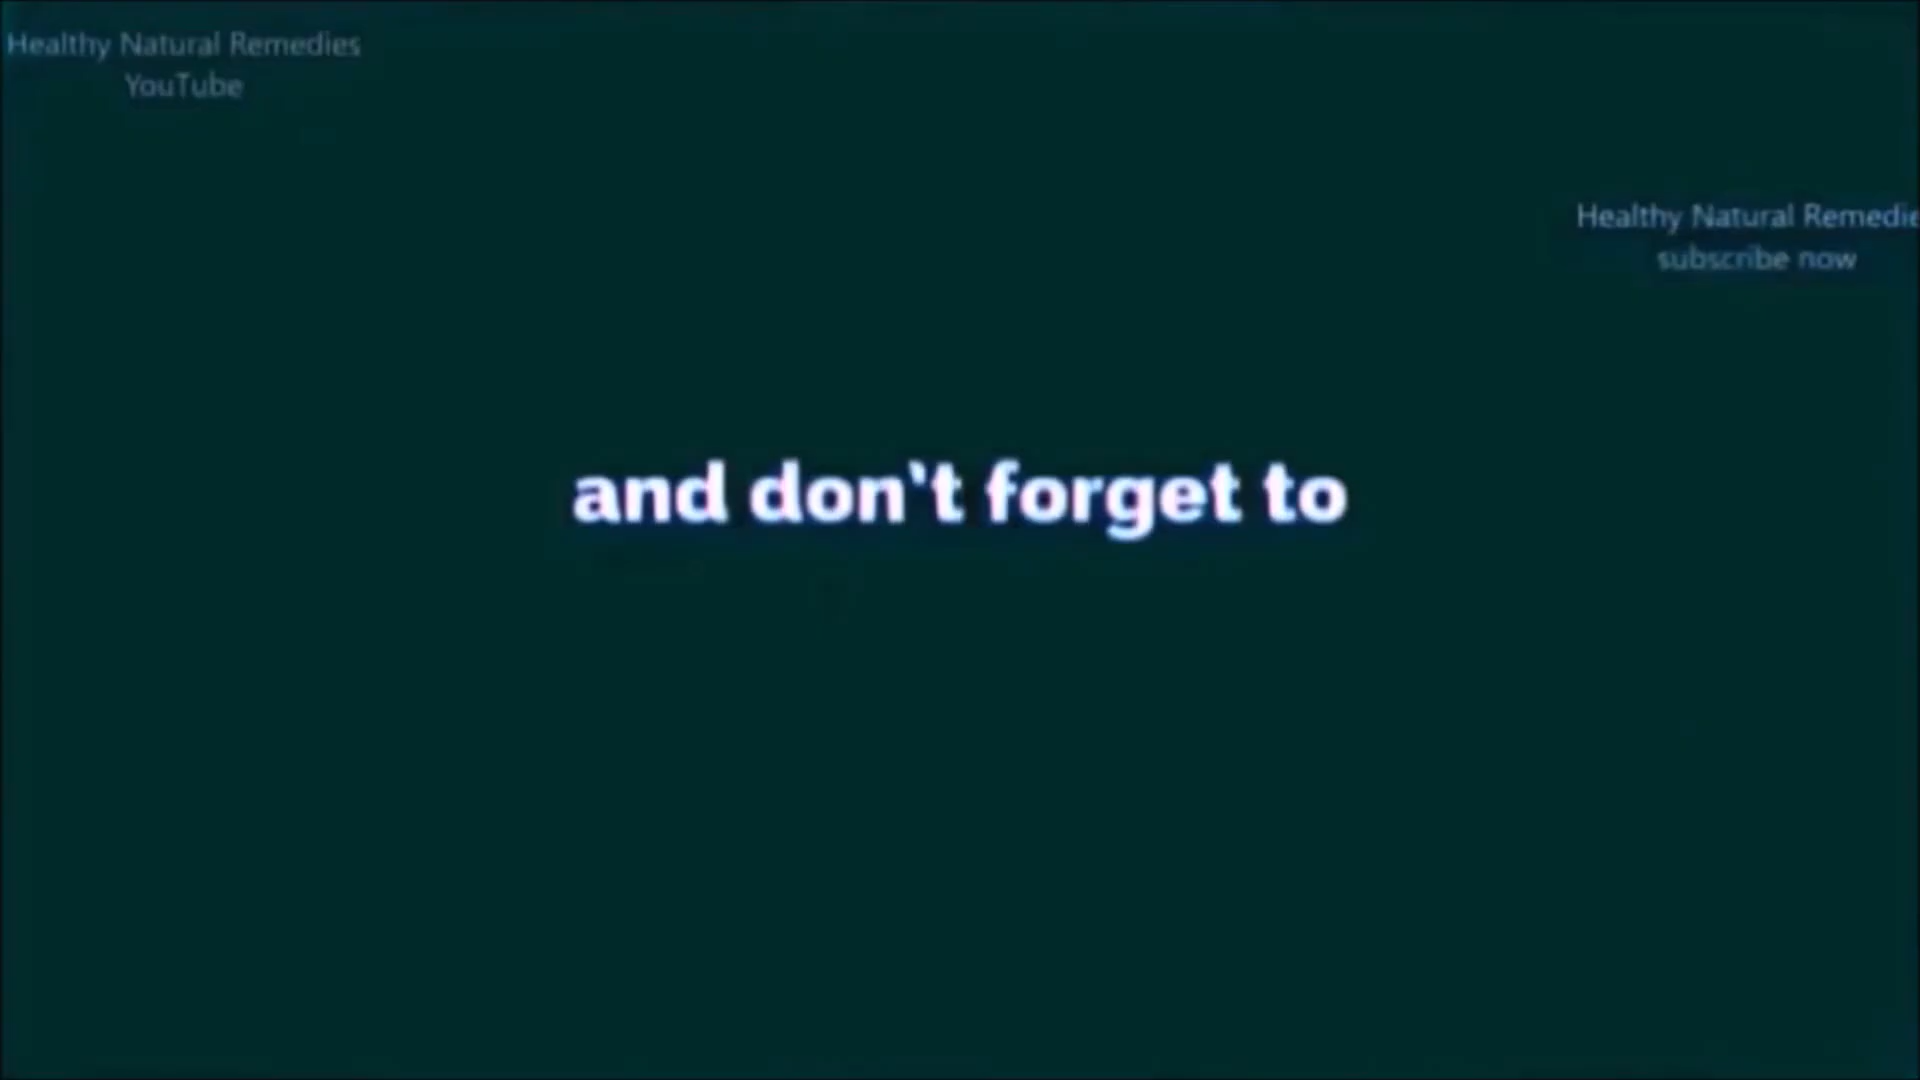 Healthy Natural Remedies
YouTube
Healthy Natural Remedie
subscribe now
and don't forget to